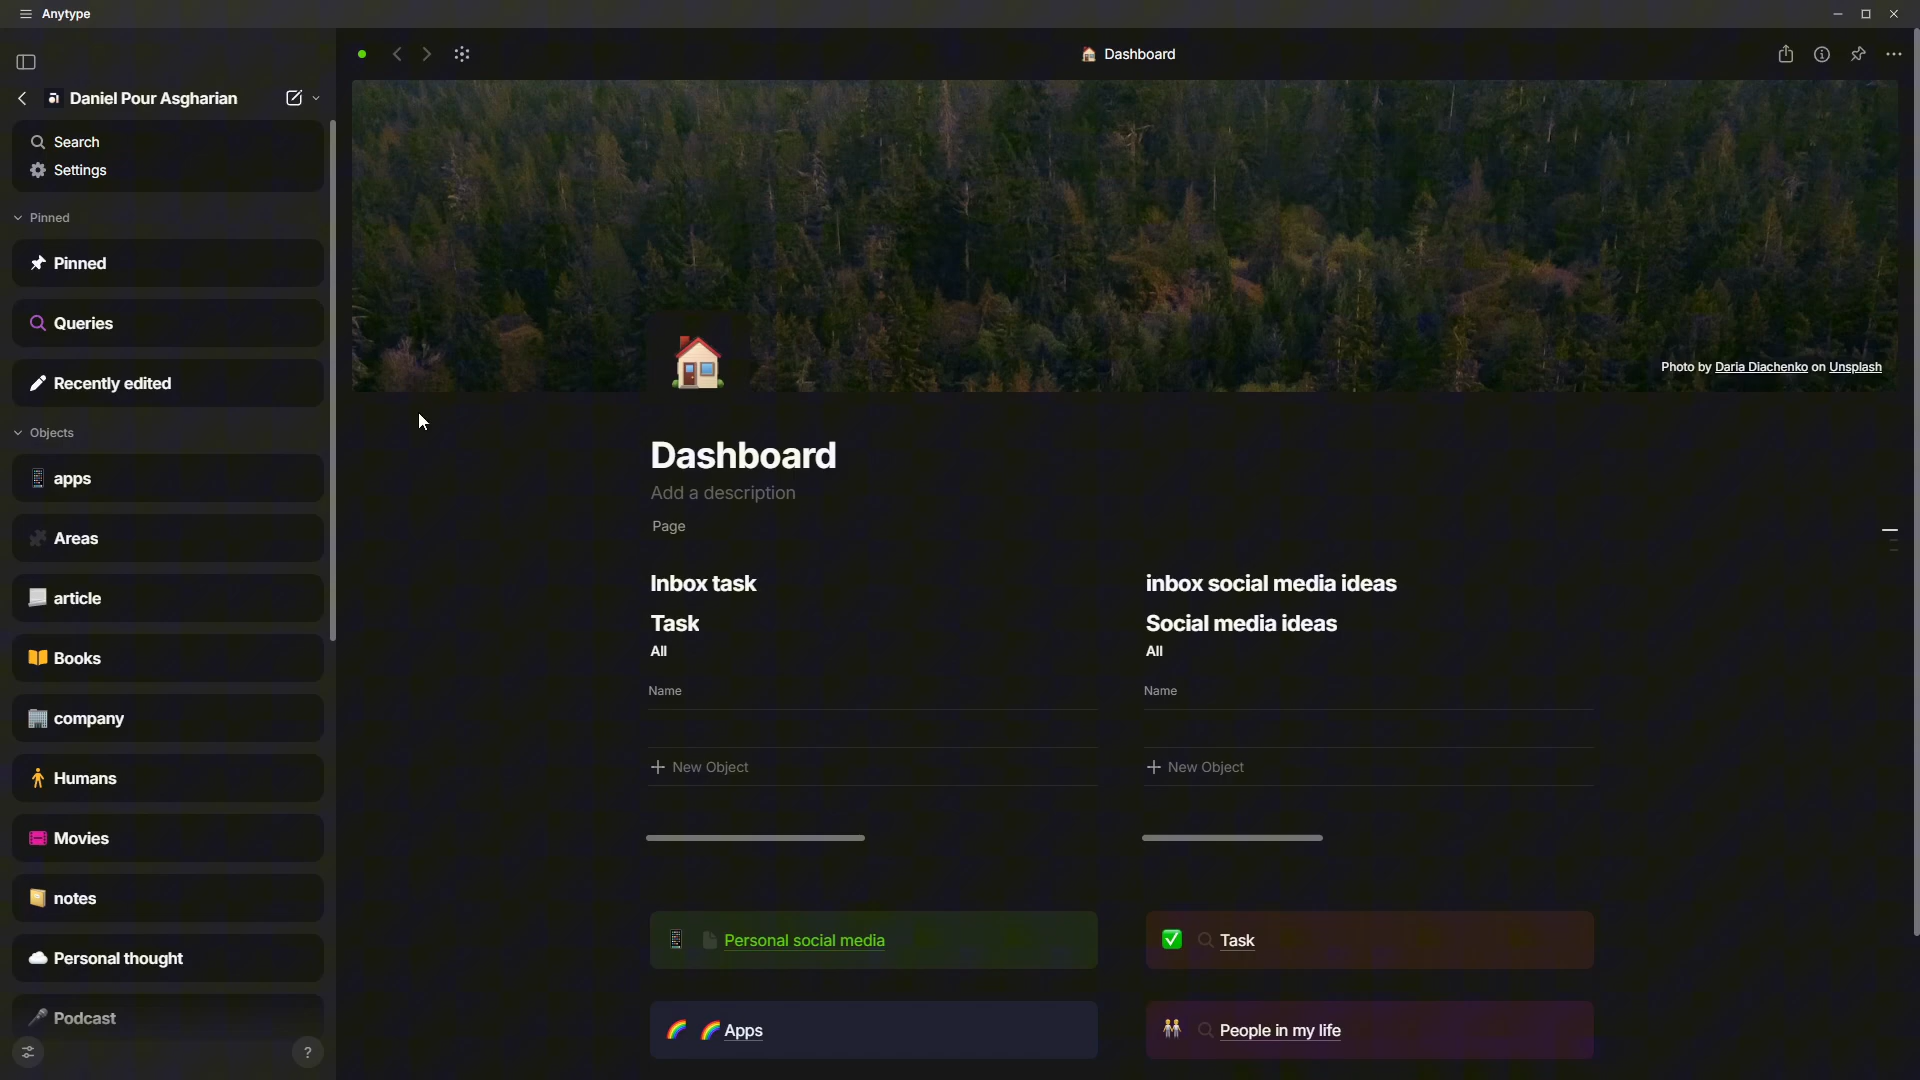 Anytype
Daniel Pour Asgharian
Search
Settings
Pinned
Pinned
Queries
Recently edited
Objects
apps
Areas
article
Books
company
Humans
Movies
notes
Personal thought
Podcast
?
Dashboard
Photo by Daria Diachenko on Unsplash
Dashboard
Add a description
Page
Inbox task
Task
All
Name
New Object
inbox social media ideas
Social media ideas
All
Name
New Object
Personal social media
Task
Apps
People in my life